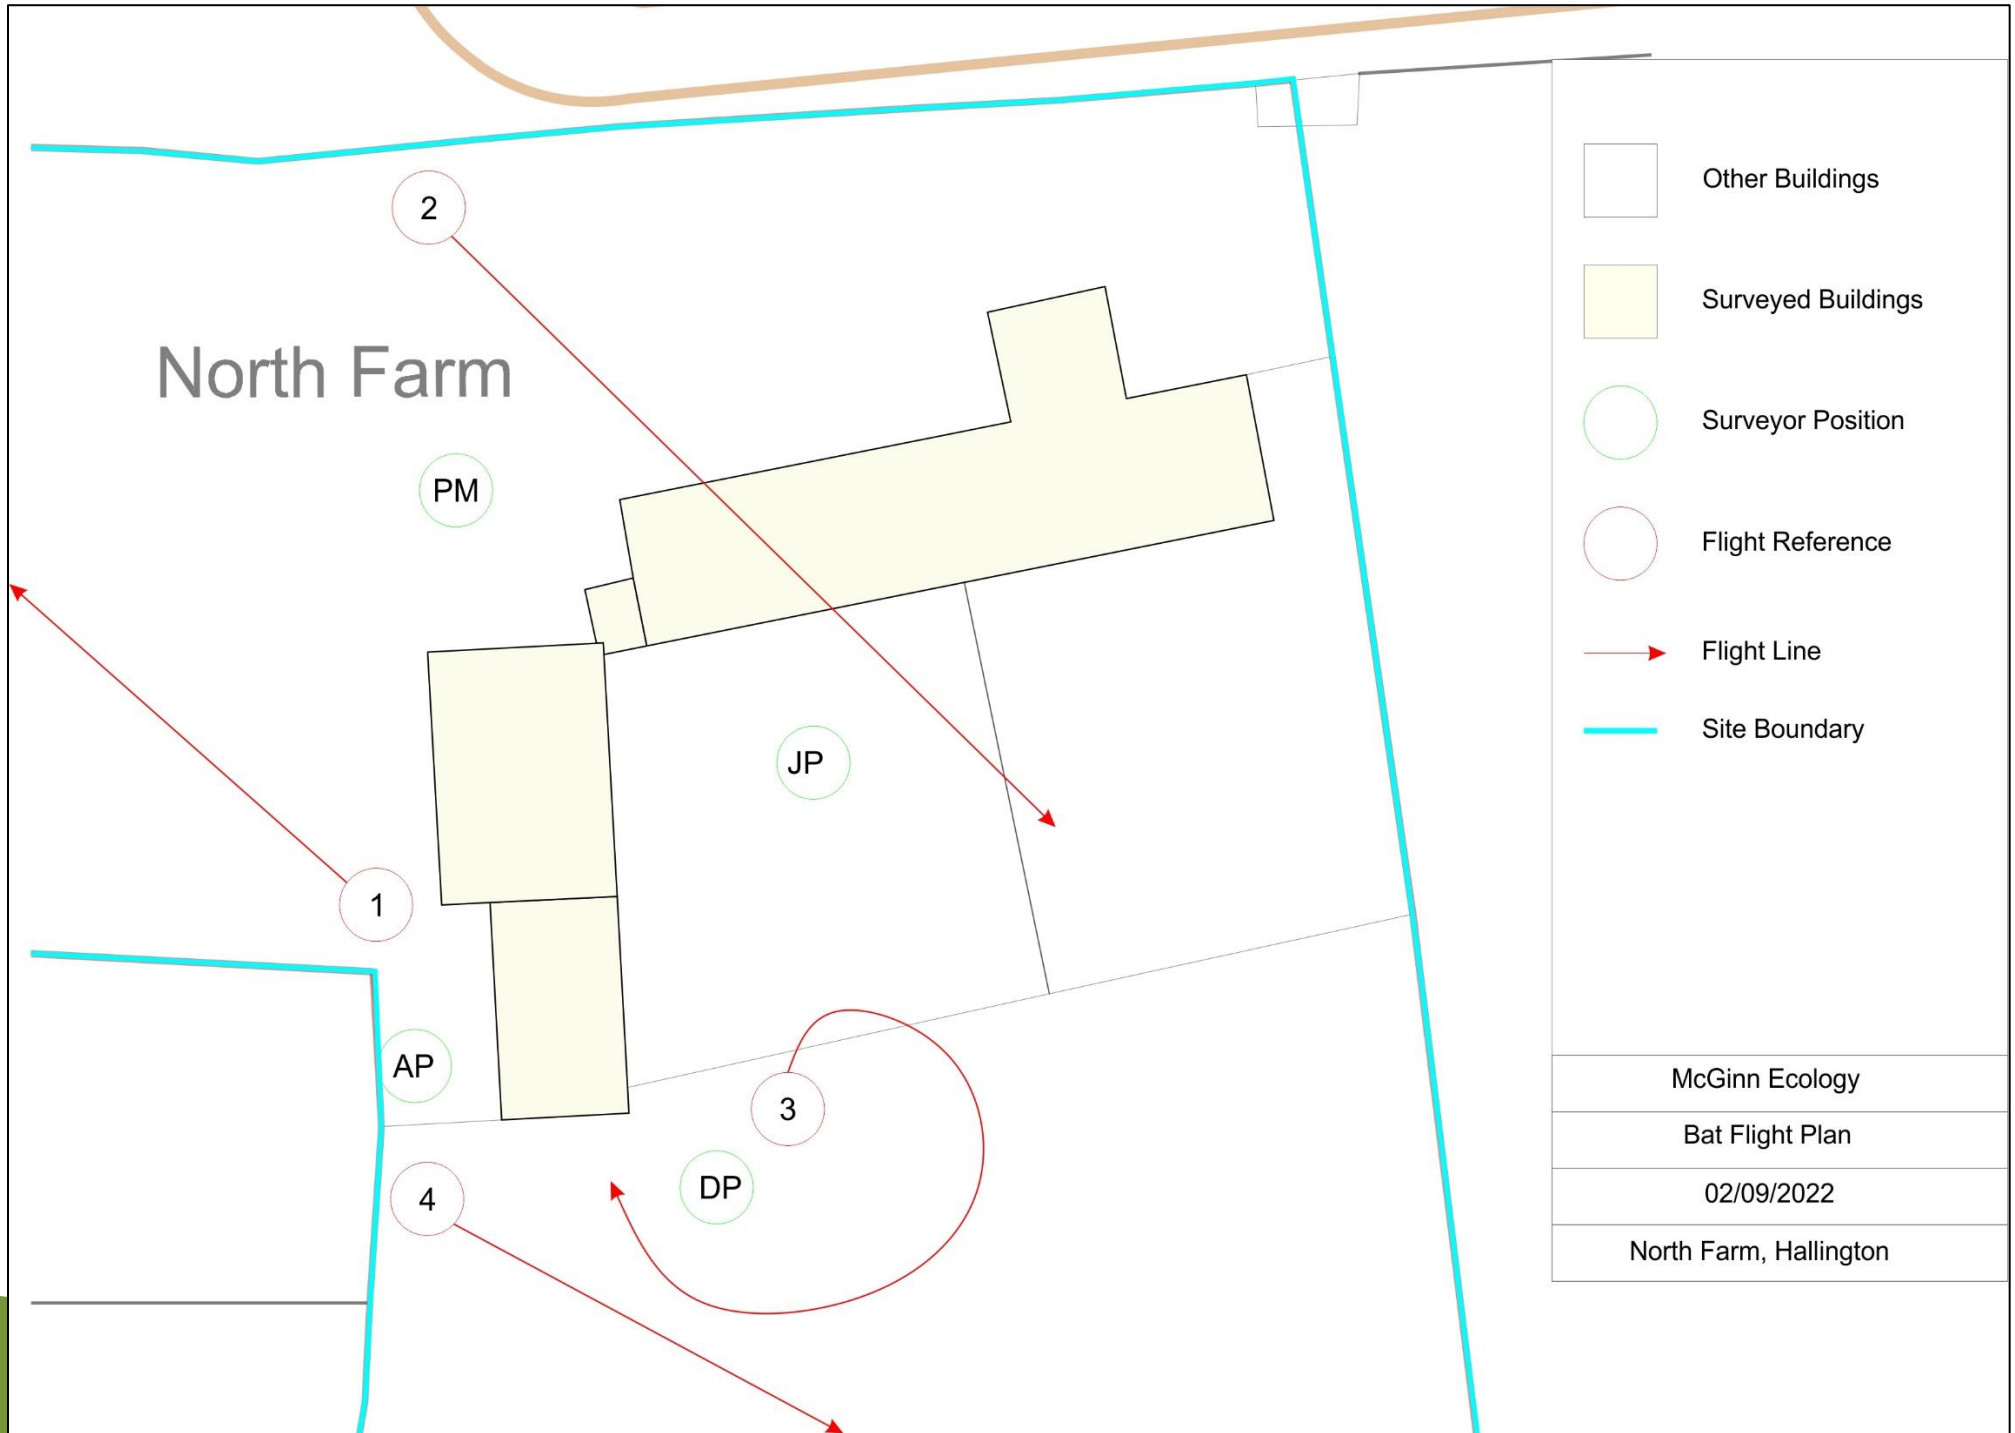 2
North Farm
PM
JP
1
AP
3
DP
4
Other Buildings
Surveyed Buildings
Surveyor Position
Flight Reference
Flight Line
Site Boundary
McGinn Ecology
Bat Flight Plan
02/09/2022
North Farm, Hallington